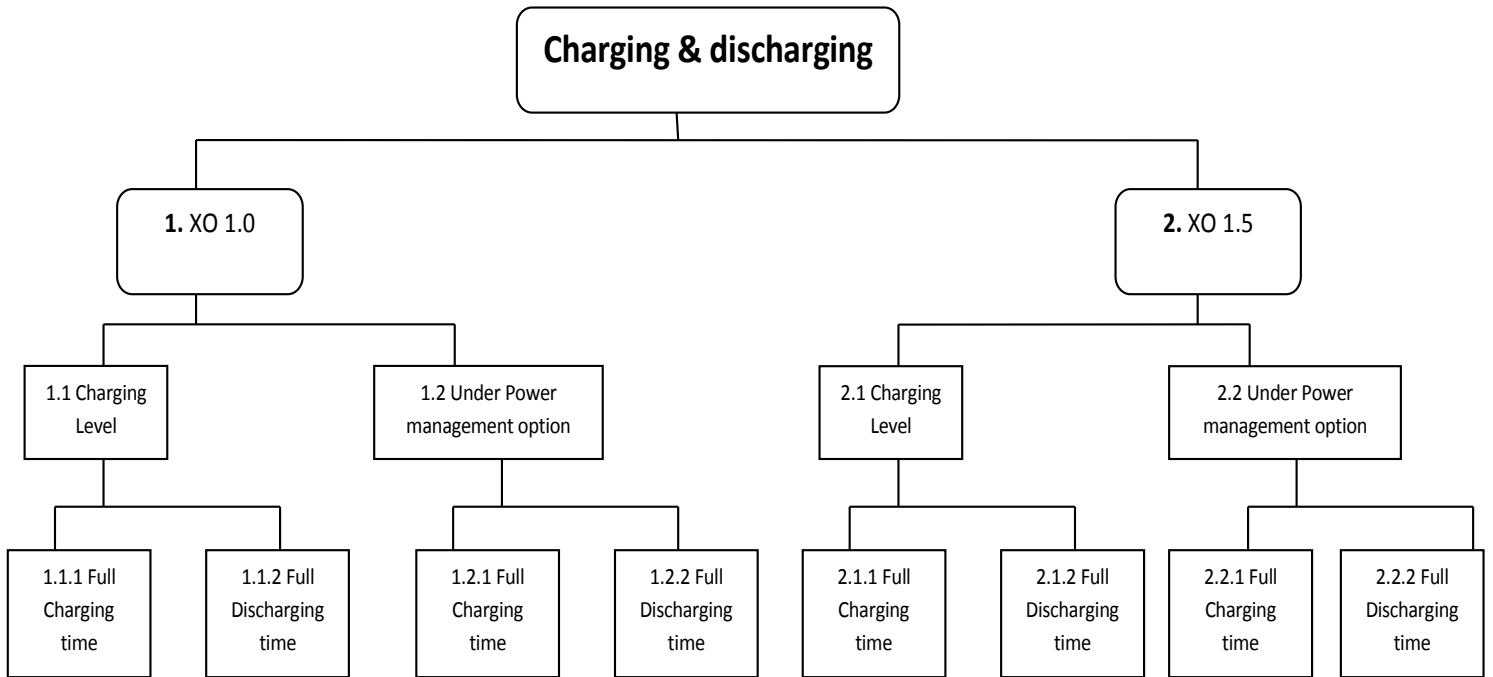 Charging & discharging
1. XO 1.0
2. XO 1.5
1.1 Charging
Level
1.2 Under Power
management option
2.1 Charging
Level
2.2 Under Power
management option
1.1.1 Full
Charging
time
1.1.2 Full
Discharging
time
1.2.1 Full
Charging
time
1.2.2 Full
Discharging
time
2.1.1 Full
Charging
time
2.1.2 Full
Discharging
time
2.2.1 Full
Charging
time
2.2.2 Full
Discharging
time